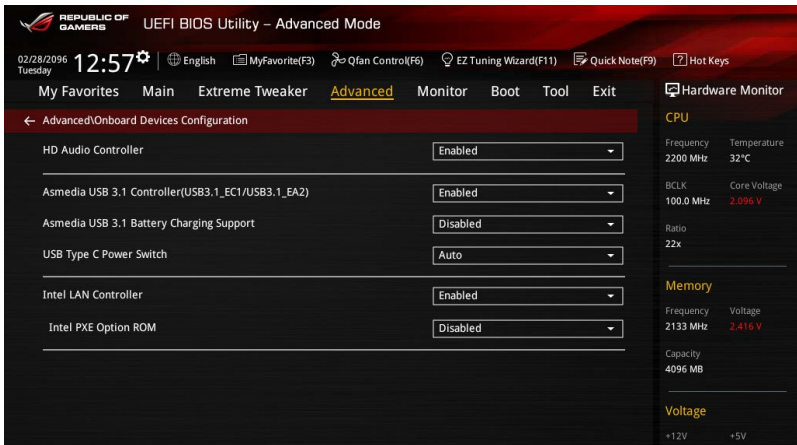 REPUBLIC OF
GAMERS
UEFI BIOS Utility – Advanced Mode
02/28/2096
Tuesday
12:57
English
MyFavorite(F3)
Qfan Control(F6)
EZ Tuning Wizard(F11)
Quick Note(F9)
? Hot Keys
My Favorites Main Extreme Tweaker Advanced Monitor Boot Tool Exit
Hardware Monitor
← Advanced\Onboard Devices Configuration
HD Audio Controller Enabled
Asmedia USB 3.1 Controller(USB3.1_EC1/USB3.1_EA2) Enabled
Asmedia USB 3.1 Battery Charging Support Disabled
USB Type C Power Switch Auto
Intel LAN Controller Enabled
Intel PXE Option ROM Disabled
CPU
Frequency Temperature
2200 MHz 32°C
BCLK Core Voltage
100.0 MHz 2.096 V
Ratio
22x
Memory
Frequency Voltage
2133 MHz 2.416 V
Capacity
4096 MB
Voltage
+12V +5V